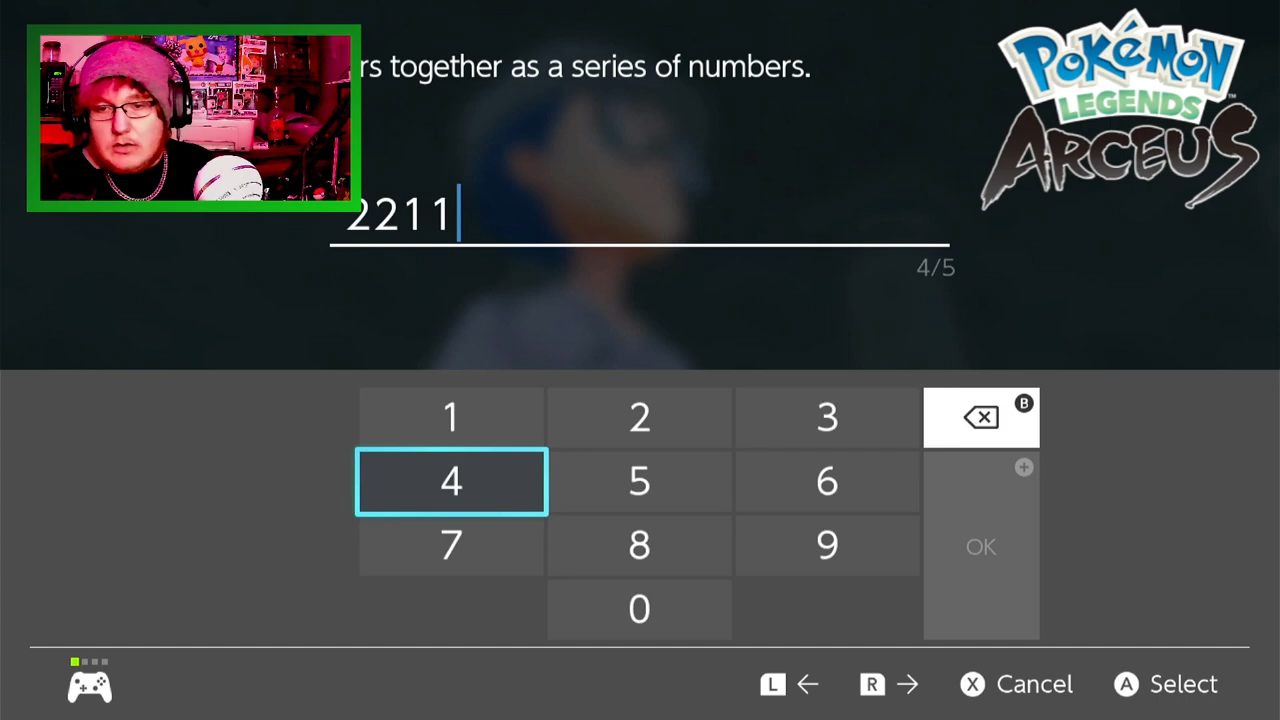 rs together as a series of numbers.
POKéMON
LEGENDS
ARCEUS
™
2211
4/5
1 2 3 B
4 5 6 +
7 8 9 OK
0
L ← R → X Cancel A Select